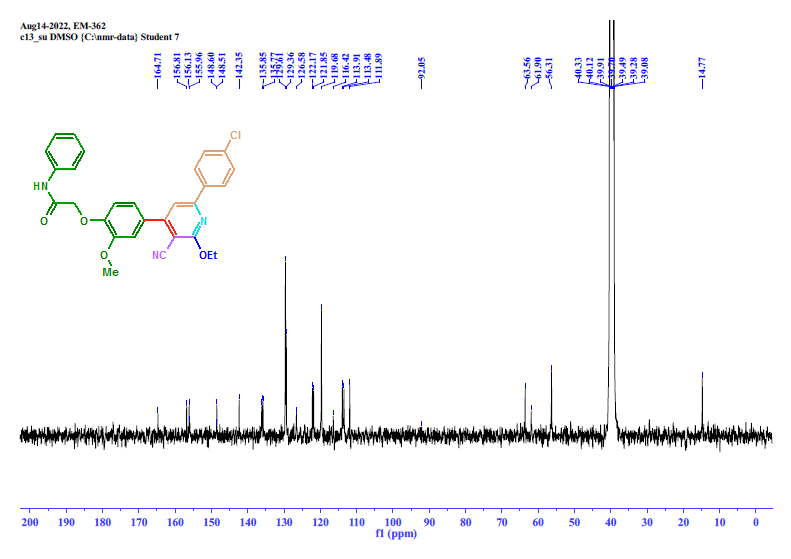 Aug14-2022, EM-362
c13_su DMSO {C:\nmr-data} Student 7
164.71
156.81
156.13
155.96
148.60
148.51
142.35
135.85
135.77
129.61
129.36
126.58
122.17
121.85
119.68
116.42
113.91
113.48
111.89
92.05
63.56
61.90
56.31
40.33
40.12
39.91
39.70
39.49
39.28
39.08
14.77
Cl
HN
O
O
N
O
Me
NC
OEt
200 190 180 170 160 150 140 130 120 110 100 90 80 70 60 50 40 30 20 10 0
f1 (ppm)